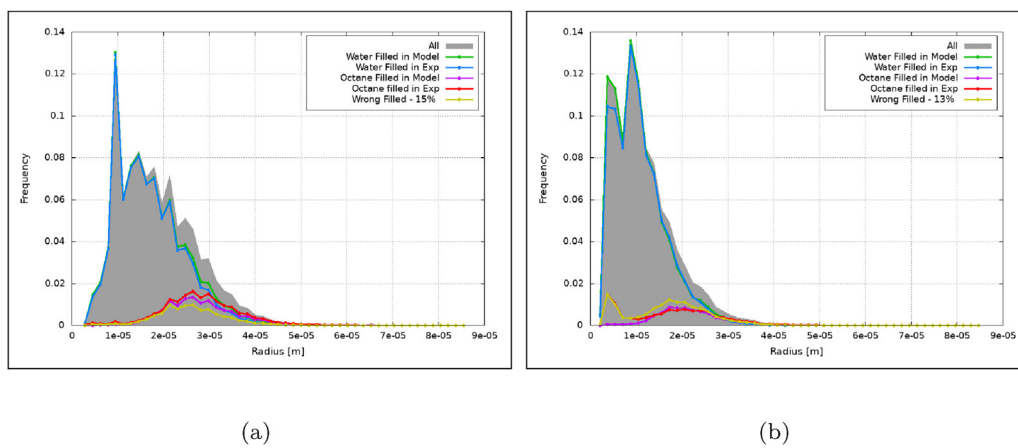 0.14
0.12
0.1
0.08
0.06
0.04
0.02
0
Frequency
All
Water Filled in Model
Water Filled in Exp
Octane Filled in Model
Octane filled in Exp
Wrong Filled - 15%
0 1e-05 2e-05 3e-05 4e-05 5e-05 6e-05 7e-05 8e-05 9e-05
Radius [m]
(a)
0.14
0.12
0.1
0.08
0.06
0.04
0.02
0
Frequency
All
Water Filled in Model
Water Filled in Exp
Octane Filled in Model
Octane filled in Exp
Wrong Filled - 13%
0 1e-05 2e-05 3e-05 4e-05 5e-05 6e-05 7e-05 8e-05 9e-05
Radius [m]
(b)